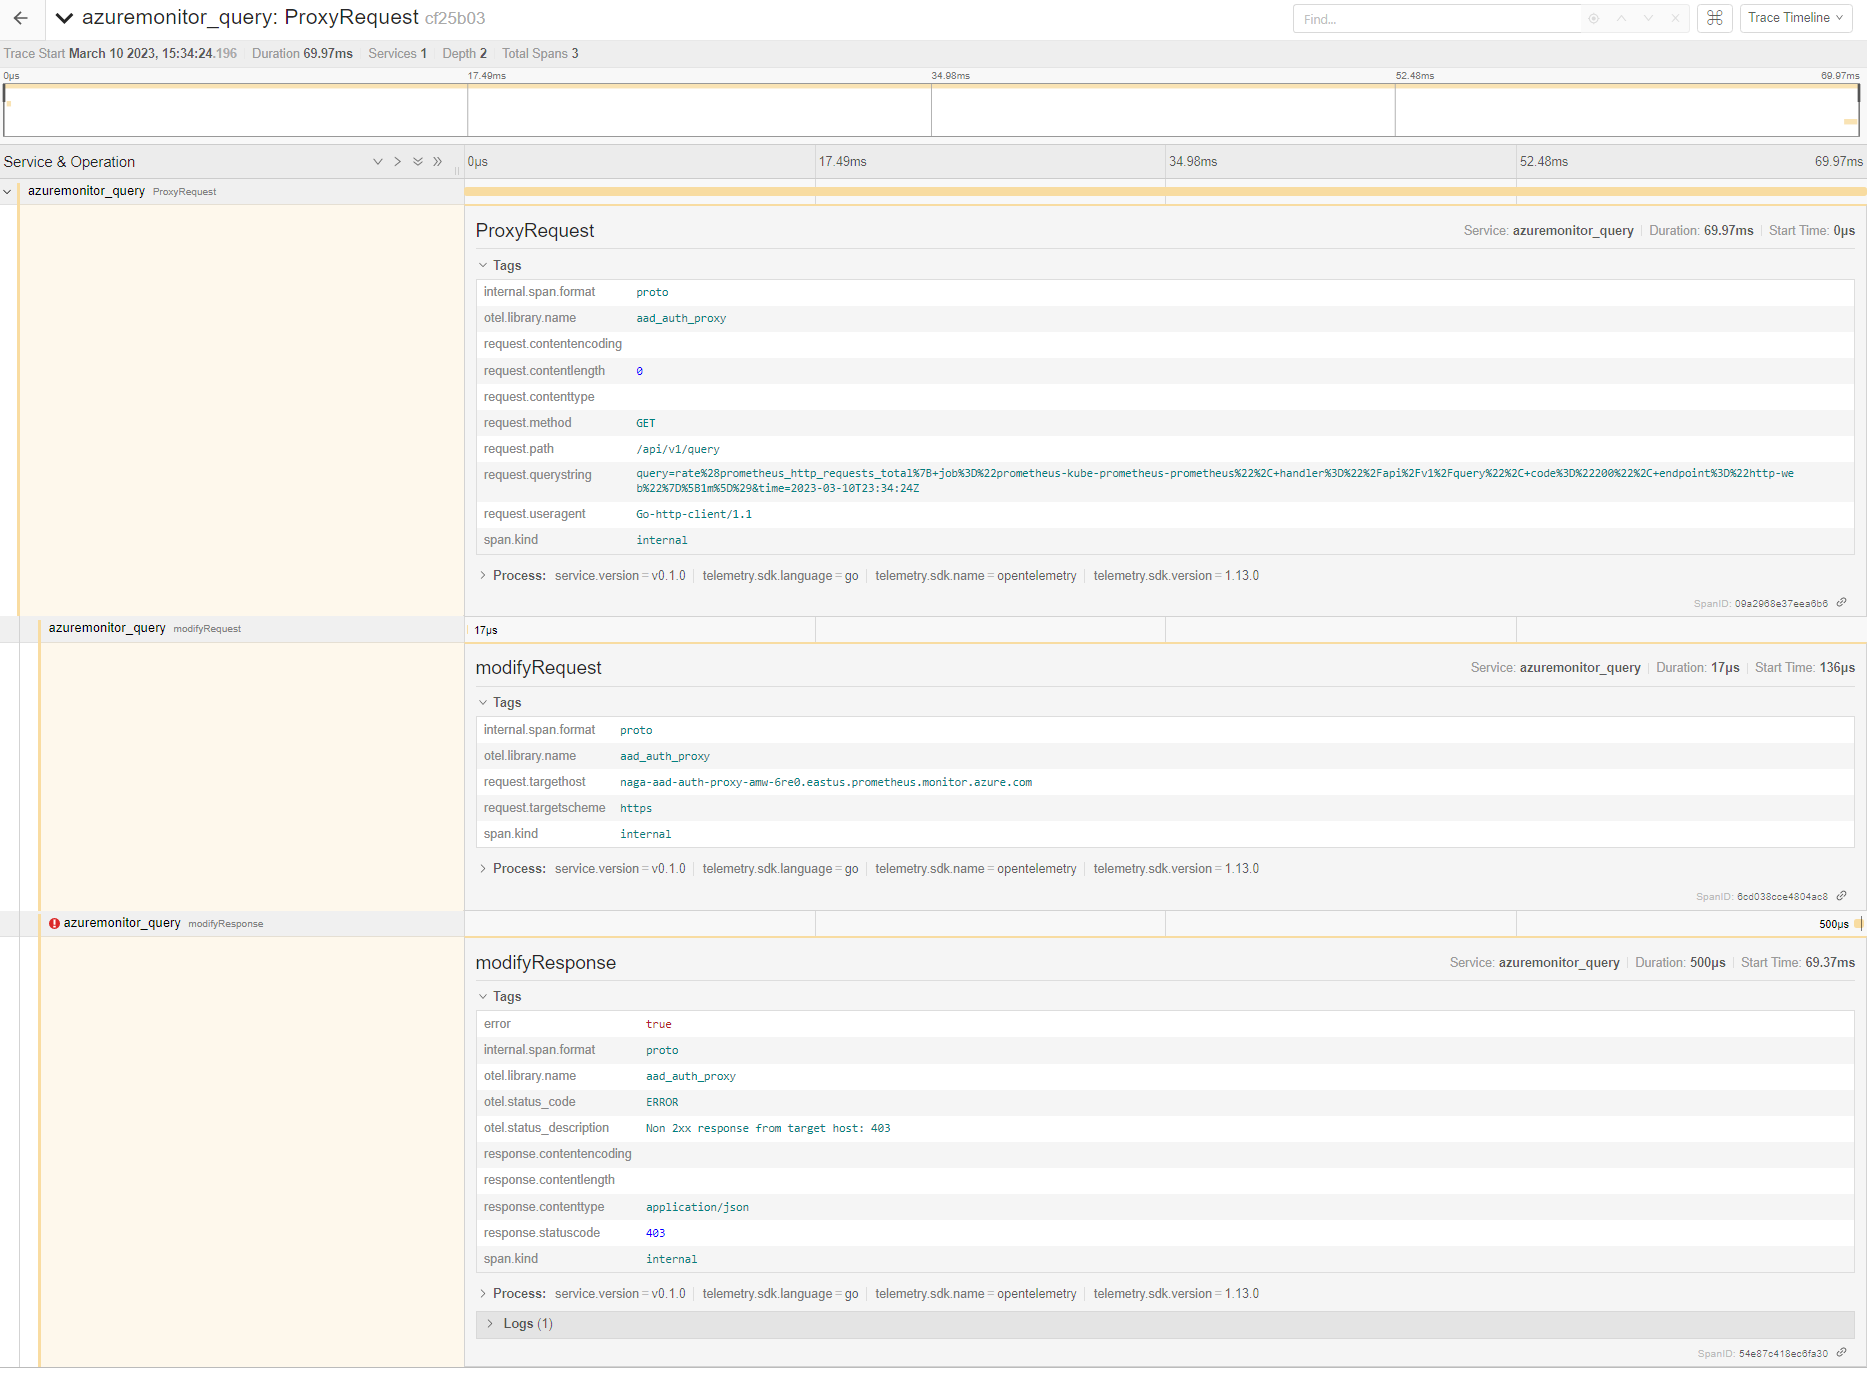 azuremonitor_query: ProxyRequest cf25b03
Find...
Trace Timeline
Trace Start March 10 2023, 15:34:24.196 Duration 69.97ms Services 1 Depth 2 Total Spans 3
0μs 17.49ms 34.98ms 52.48ms 69.97ms
Service & Operation 0μs 17.49ms 34.98ms 52.48ms 69.97ms
azuremonitor_query ProxyRequest
ProxyRequest Service: azuremonitor_query Duration: 69.97ms Start Time: 0μs
Tags
internal.span.format proto
otel.library.name aad_auth_proxy
request.contentencoding
request.contentlength 0
request.contenttype
request.method GET
request.path /api/v1/query
request.querystring query=rate%28prometheus_http_requests_total%7B+job%3D%22prometheus-kube-prometheus-prometheus%22%2C+handler%3D%22%2Fapi%2Fv1%2Fquery%22%2C+code%3D%22200%22%2C+endpoint%3D%22http-we
b%22%7D%5B1m%5D%29&time=2023-03-10T23:34:24Z
request.useragent Go-http-client/1.1
span.kind internal
Process: service.version = v0.1.0 telemetry.sdk.language = go telemetry.sdk.name = opentelemetry telemetry.sdk.version = 1.13.0
SpanID: 09a2968e37eea6b6
azuremonitor_query modifyRequest 17μs
modifyRequest Service: azuremonitor_query Duration: 17μs Start Time: 136μs
Tags
internal.span.format proto
otel.library.name aad_auth_proxy
request.targethost naga-aad-auth-proxy-amw-6re0.eastus.prometheus.monitor.azure.com
request.targetscheme https
span.kind internal
Process: service.version = v0.1.0 telemetry.sdk.language = go telemetry.sdk.name = opentelemetry telemetry.sdk.version = 1.13.0
SpanID: 6cd038cce4804ac8
azuremonitor_query modifyResponse 500μs
modifyResponse Service: azuremonitor_query Duration: 500μs Start Time: 69.37ms
Tags
error true
internal.span.format proto
otel.library.name aad_auth_proxy
otel.status_code ERROR
otel.status_description Non 2xx response from target host: 403
response.contentencoding
response.contentlength
response.contenttype application/json
response.statuscode 403
span.kind internal
Process: service.version = v0.1.0 telemetry.sdk.language = go telemetry.sdk.name = opentelemetry telemetry.sdk.version = 1.13.0
Logs (1)
SpanID: 54e87c418ec6fa30